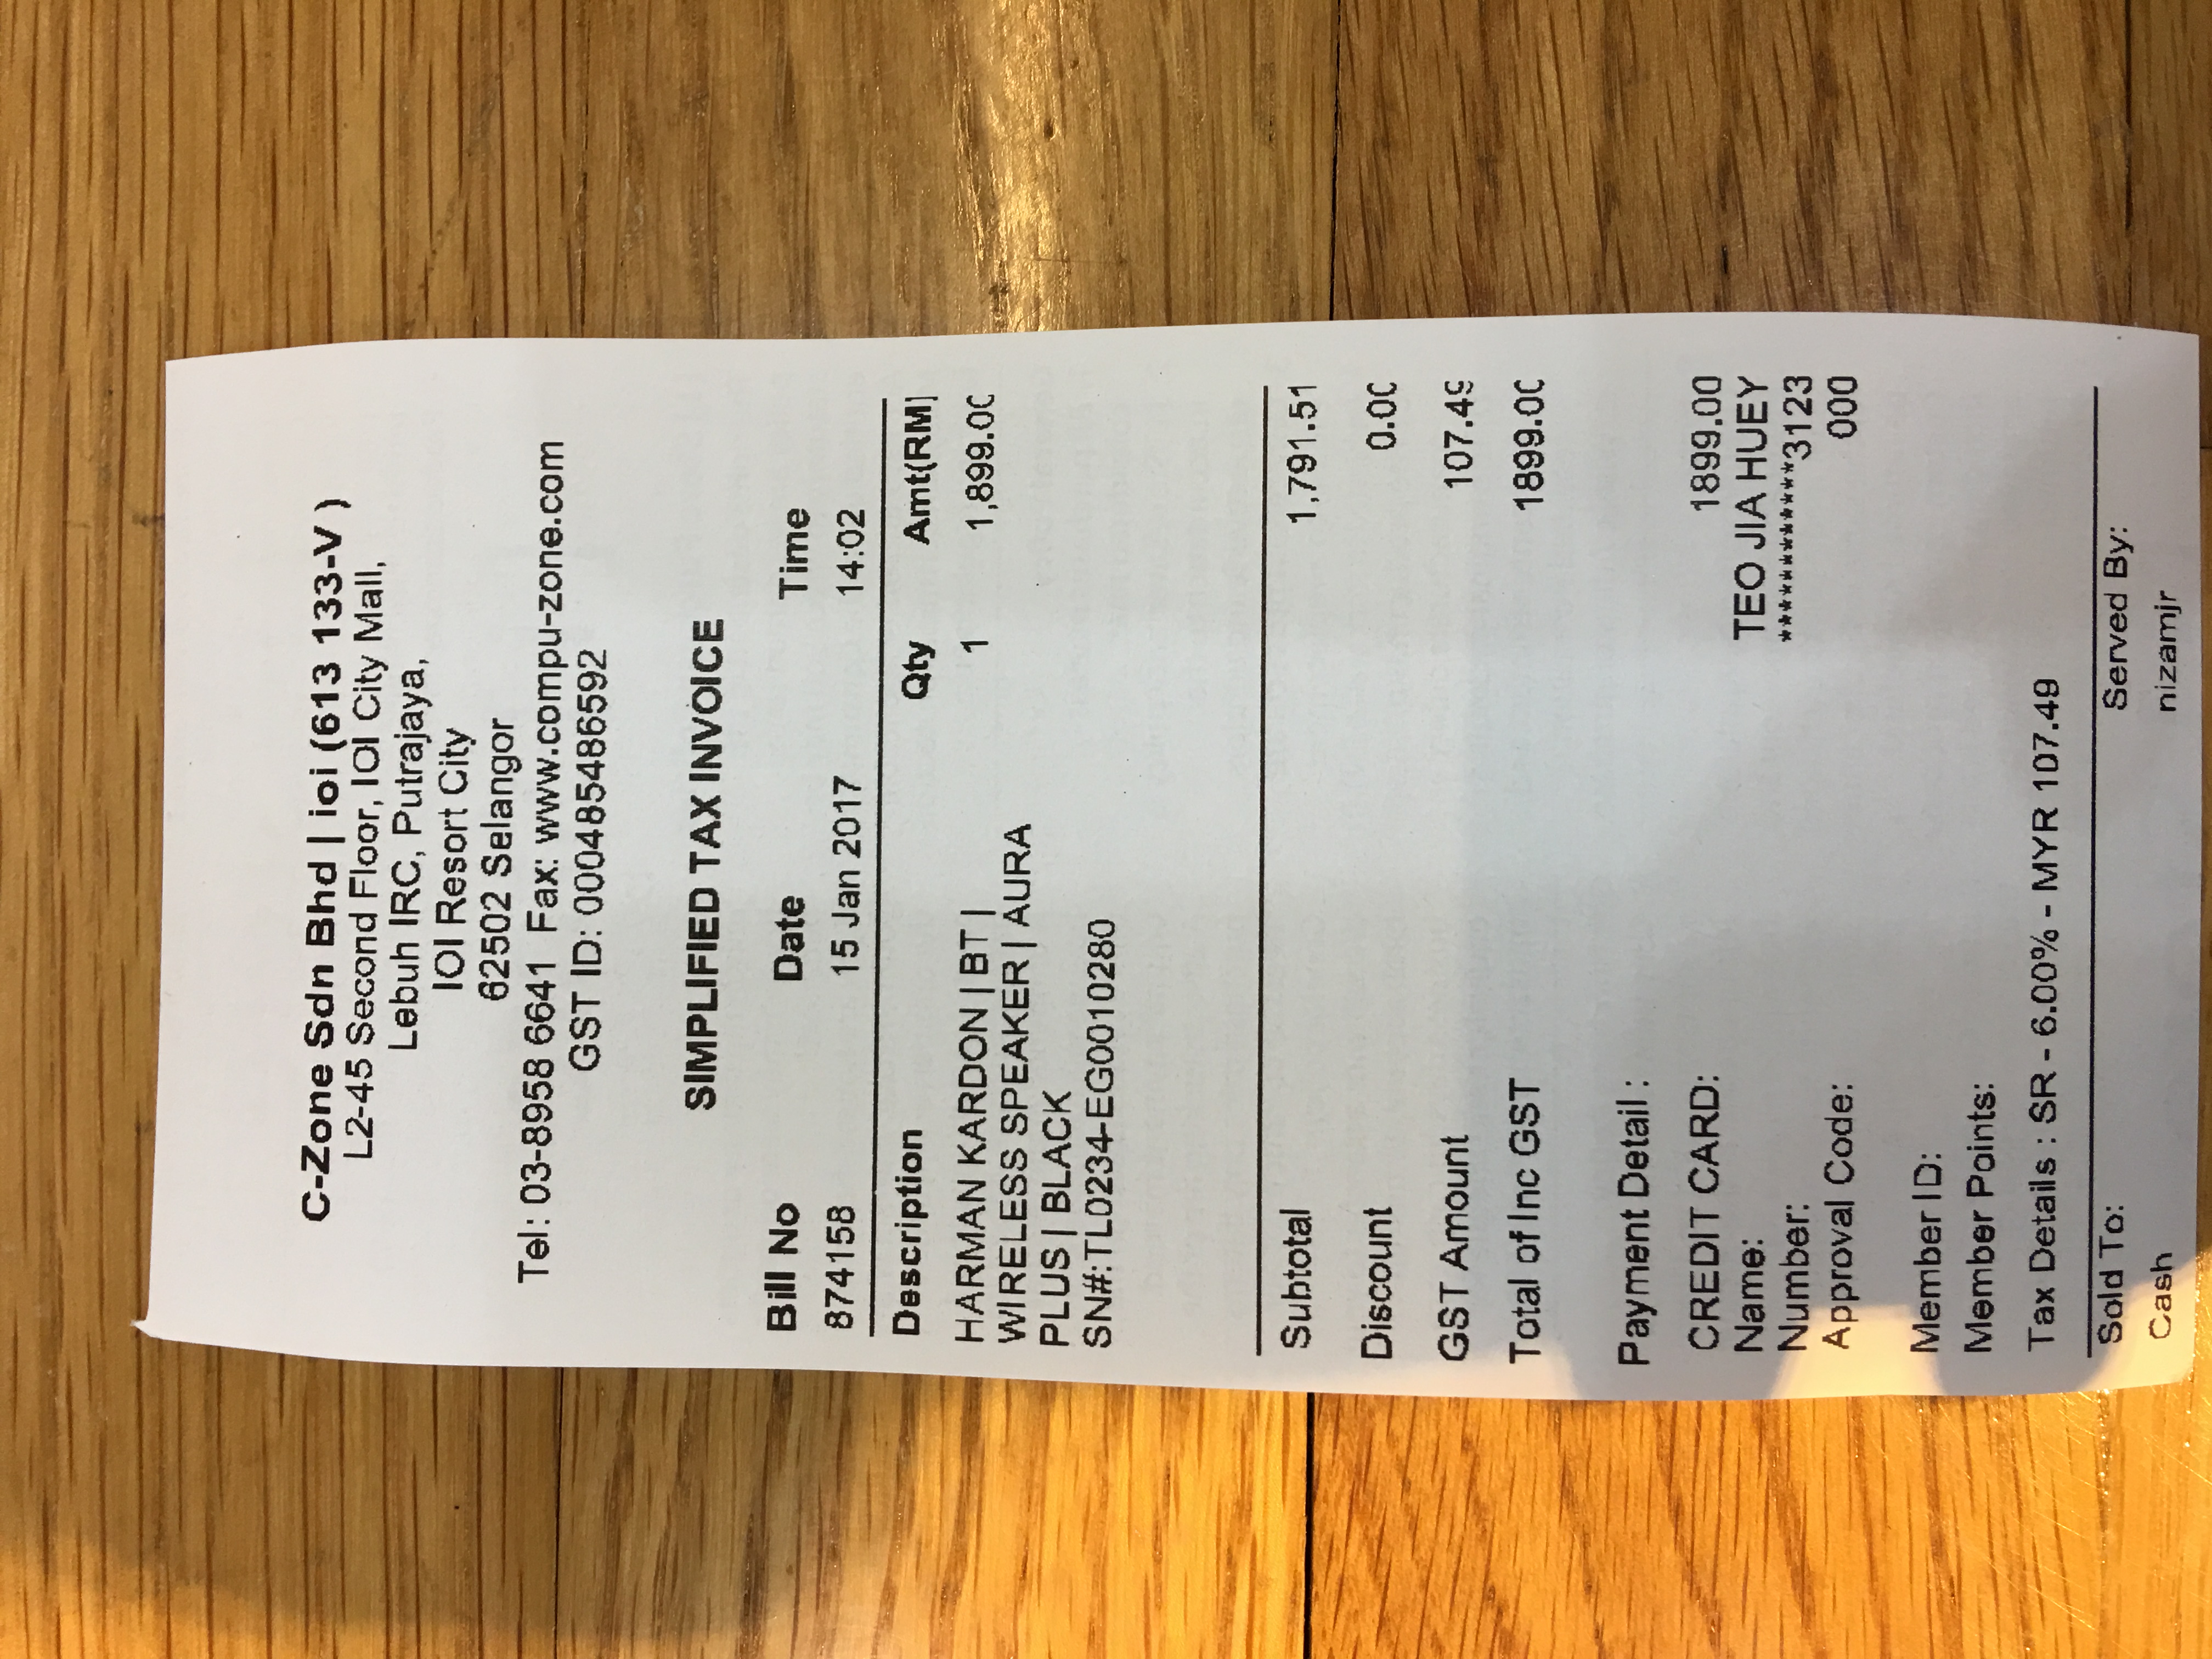 C-Zone Sdn Bhd | ioi (613 133-V )
L2-45 Second Floor, IOI City Mall,
Lebuh IRC, Putrajaya,
IOI Resort City
62502 Selangor
Tel: 03-8958 6641 Fax: www.compu-zone.com
GST ID: 000485486592
SIMPLIFIED TAX INVOICE
Bill No Date Time
874158 15 Jan 2017 14:02
Description Qty Amt(RM)
HARMAN KARDON | BT | 1 1,899.00
WIRELESS SPEAKER | AURA
PLUS | BLACK
SN#:TL0234-EG0010280
Subtotal 1,791.51
Discount 0.00
GST Amount 107.49
Total of Inc GST 1899.00
Payment Detail :
CREDIT CARD: 1899.00
Name: TEO JIA HUEY
Number: ************3123
Approval Code: 000
Member ID:
Member Points:
Tax Details : SR - 6.00% - MYR 107.49
Sold To: Served By:
Cash nizamjr